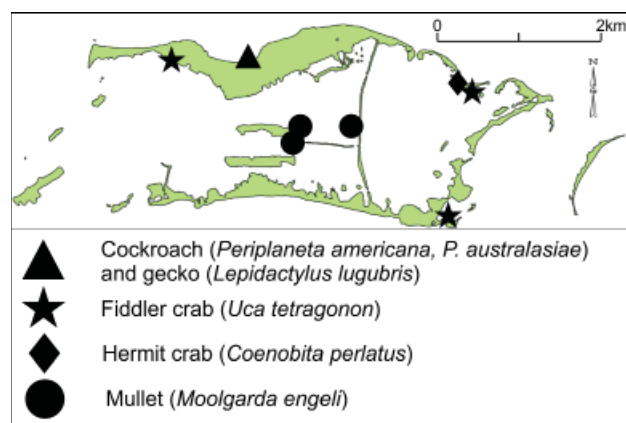 0 2km
N
Cockroach (Periplaneta americana, P. australasiae)
and gecko (Lepidactylus lugubris)
Fiddler crab (Uca tetragonon)
Hermit crab (Coenobita perlatus)
Mullet (Moolgarda engeli)